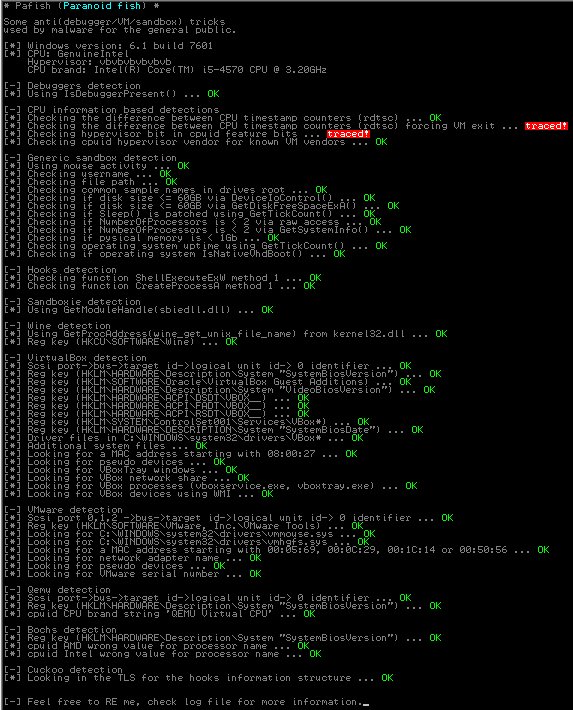 * Pafish (Paranoid fish) *
Some anti(debugger/VM/sandbox) tricks
used by malware for the general public.
[*] Windows version: 6.1 build 7601
[*] CPU: GenuineIntel
Hypervisor: vbvbvbvbvbvb
CPU brand: Intel(R) Core(TM) i5-4570 CPU @ 3.20GHz
[-] Debuggers detection
[*] Using IsDebuggerPresent() ... OK
[-] CPU information based detections
[*] Checking the difference between CPU timestamp counters (rdtsc) ... OK
[*] Checking the difference between CPU timestamp counters (rdtsc) forcing VM exit ... traced!
[*] Checking hypervisor bit in cpuid feature bits ... traced!
[*] Checking cpuid hypervisor vendor for known VM vendors ... OK
[-] Generic sandbox detection
[*] Using mouse activity ... OK
[*] Checking username ... OK
[*] Checking file path ... OK
[*] Checking common sample names in drives root ... OK
[*] Checking if disk size <= 60GB via DeviceIoControl() ... OK
[*] Checking if disk size <= 60GB via GetDiskFreeSpaceExA() ... OK
[*] Checking if Sleep() is patched using GetTickCount() ... OK
[*] Checking if NumberOfProcessors is < 2 via raw access ... OK
[*] Checking if NumberOfProcessors is < 2 via GetSystemInfo() ... OK
[*] Checking if pysical memory is < 1Gb ... OK
[*] Checking operating system uptime using GetTickCount() ... OK
[*] Checking if operating system IsNativeVhdBoot() ... OK
[-] Hooks detection
[*] Checking function ShellExecuteExW method 1 ... OK
[*] Checking function CreateProcessA method 1 ... OK
[-] Sandboxie detection
[*] Using GetModuleHandle(sbiedll.dll) ... OK
[-] Wine detection
[*] Using GetProcAddress(wine_get_unix_file_name) from kernel32.dll ... OK
[*] Reg key (HKCU\SOFTWARE\Wine) ... OK
[-] VirtualBox detection
[*] Scsi port->bus->target id->logical unit id-> 0 identifier ... OK
[*] Reg key (HKLM\HARDWARE\Description\System "SystemBiosVersion") ... OK
[*] Reg key (HKLM\SOFTWARE\Oracle\VirtualBox Guest Additions) ... OK
[*] Reg key (HKLM\HARDWARE\Description\System "VideoBiosVersion") ... OK
[*] Reg key (HKLM\HARDWARE\ACPI\DSDT\VBOX__) ... OK
[*] Reg key (HKLM\HARDWARE\ACPI\FADT\VBOX__) ... OK
[*] Reg key (HKLM\HARDWARE\ACPI\RSDT\VBOX__) ... OK
[*] Reg key (HKLM\SYSTEM\ControlSet001\Services\VBox*) ... OK
[*] Reg key (HKLM\HARDWARE\DESCRIPTION\System "SystemBiosDate") ... OK
[*] Driver files in C:\WINDOWS\system32\drivers\VBox* ... OK
[*] Additional system files ... OK
[*] Looking for a MAC address starting with 08:00:27 ... OK
[*] Looking for pseudo devices ... OK
[*] Looking for VBoxTray windows ... OK
[*] Looking for VBox network share ... OK
[*] Looking for VBox processes (vboxservice.exe, vboxtray.exe) ... OK
[*] Looking for VBox devices using WMI ... OK
[-] VMware detection
[*] Scsi port 0,1,2 ->bus->target id->logical unit id-> 0 identifier ... OK
[*] Reg key (HKLM\SOFTWARE\VMware, Inc.\VMware Tools) ... OK
[*] Looking for C:\WINDOWS\system32\drivers\vmmouse.sys ... OK
[*] Looking for C:\WINDOWS\system32\drivers\vmhgfs.sys ... OK
[*] Looking for a MAC address starting with 00:05:69, 00:0C:29, 00:1C:14 or 00:50:56 ... OK
[*] Looking for network adapter name ... OK
[*] Looking for pseudo devices ... OK
[*] Looking for VMware serial number ... OK
[-] Qemu detection
[*] Scsi port->bus->target id->logical unit id-> 0 identifier ... OK
[*] Reg key (HKLM\HARDWARE\Description\System "SystemBiosVersion") ... OK
[*] cpuid CPU brand string 'QEMU Virtual CPU' ... OK
[-] Bochs detection
[*] Reg key (HKLM\HARDWARE\Description\System "SystemBiosVersion") ... OK
[*] cpuid AMD wrong value for processor name ... OK
[*] cpuid Intel wrong value for processor name ... OK
[-] Cuckoo detection
[*] Looking in the TLS for the hooks information structure ... OK
[-] Feel free to RE me, check log file for more information._